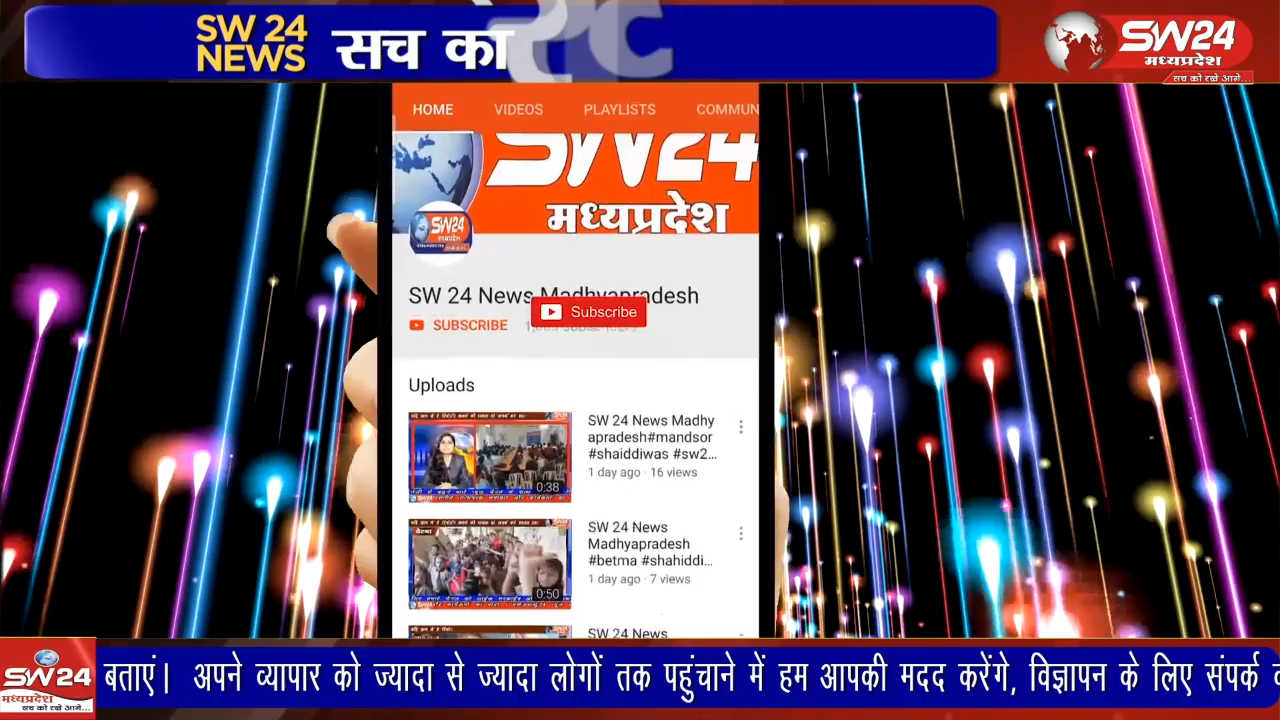 SW 24
NEWS
सच का
SW24
मध्यप्रदेश
सच को रखे आगे...
HOME VIDEOS PLAYLISTS COMMUN
SW24
मध्यप्रदेश
SW24
SW 24 News Madhyapradesh
SUBSCRIBE
Subscribe
Uploads
SW 24 News Madhy
apradesh#mandsor
#shaiddiwas #sw2...
1 day ago · 16 views
0:38
SW 24 News
Madhyapradesh
#betma #shahiddi...
1 day ago · 7 views
0:50
बेटमा
SW 24 News
SW24
मध्यप्रदेश
सच को रखे आगे...
बताएं। अपने व्यापार को ज्यादा से ज्यादा लोगों तक पहुंचाने में हम आपकी मदद करेंगे, विज्ञापन के लिए संपर्क